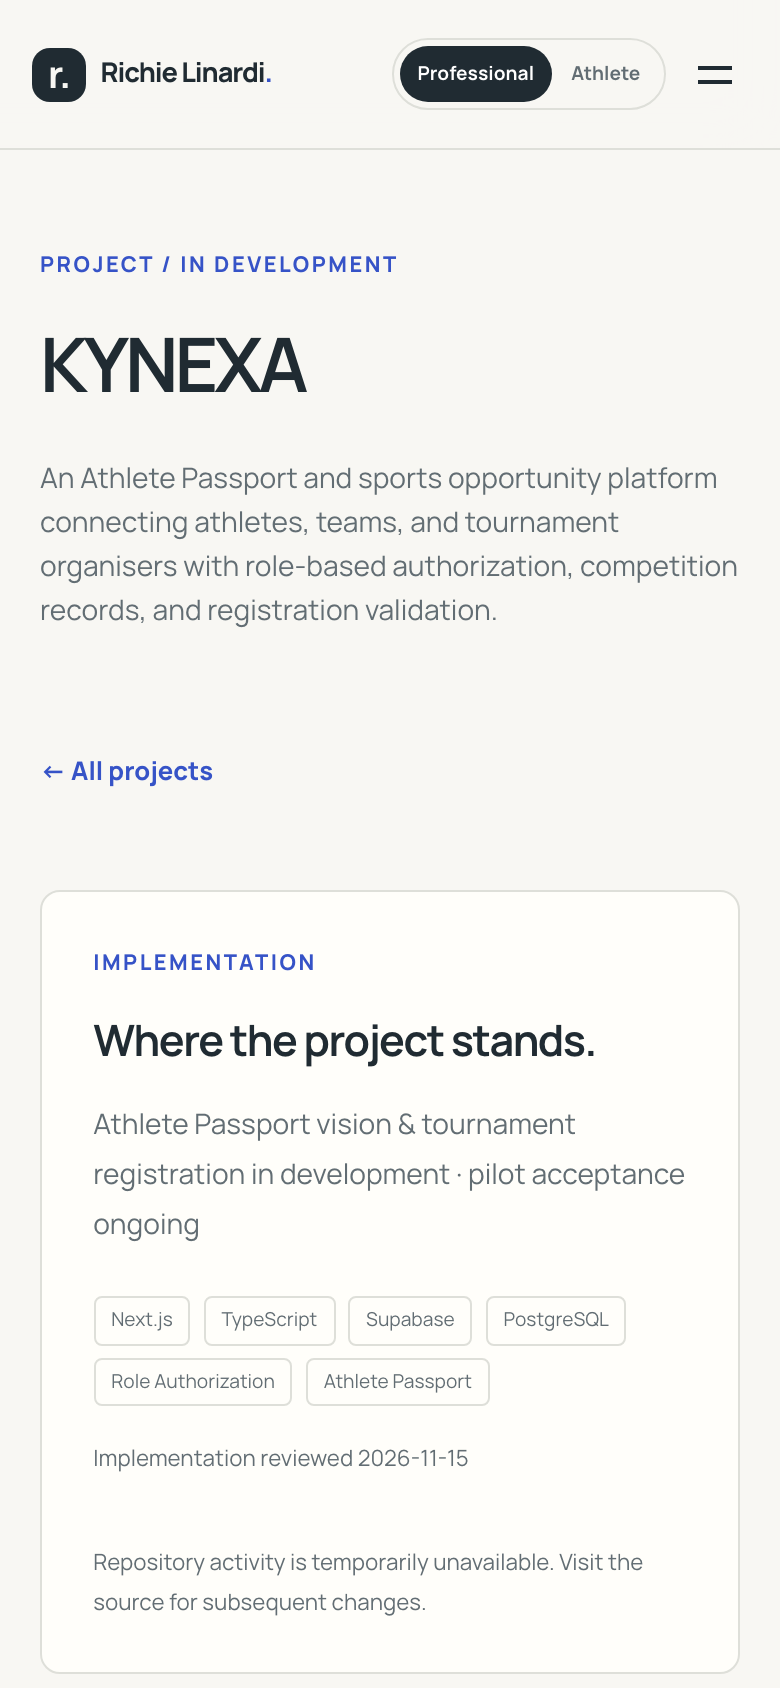 r. Richie Linardi.
Professional Athlete
PROJECT / IN DEVELOPMENT
KYNEXA
An Athlete Passport and sports opportunity platform
connecting athletes, teams, and tournament
organisers with role-based authorization, competition
records, and registration validation.
← All projects
IMPLEMENTATION
Where the project stands.
Athlete Passport vision & tournament
registration in development · pilot acceptance
ongoing
Next.js TypeScript Supabase PostgreSQL
Role Authorization Athlete Passport
Implementation reviewed 2026-11-15
Repository activity is temporarily unavailable. Visit the
source for subsequent changes.